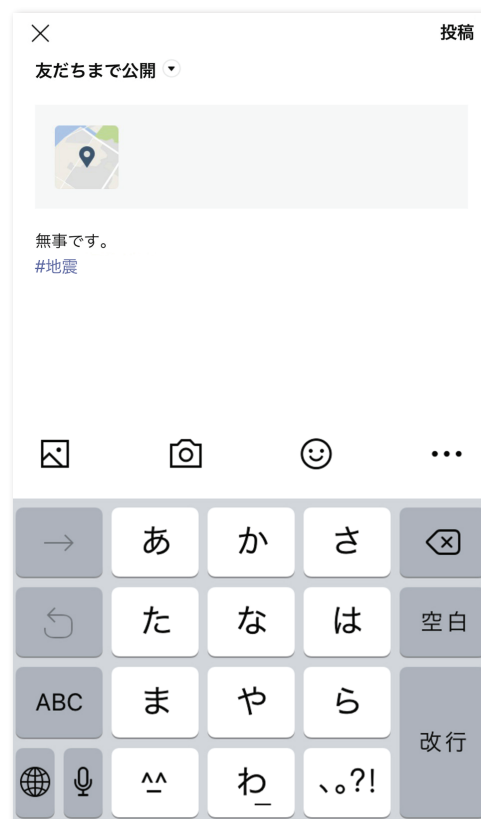 投稿
友だちまで公開
無事です。
#地震
→ あ か さ
た な は 空白
ABC ま や ら
改行
^^ わ 、。?!